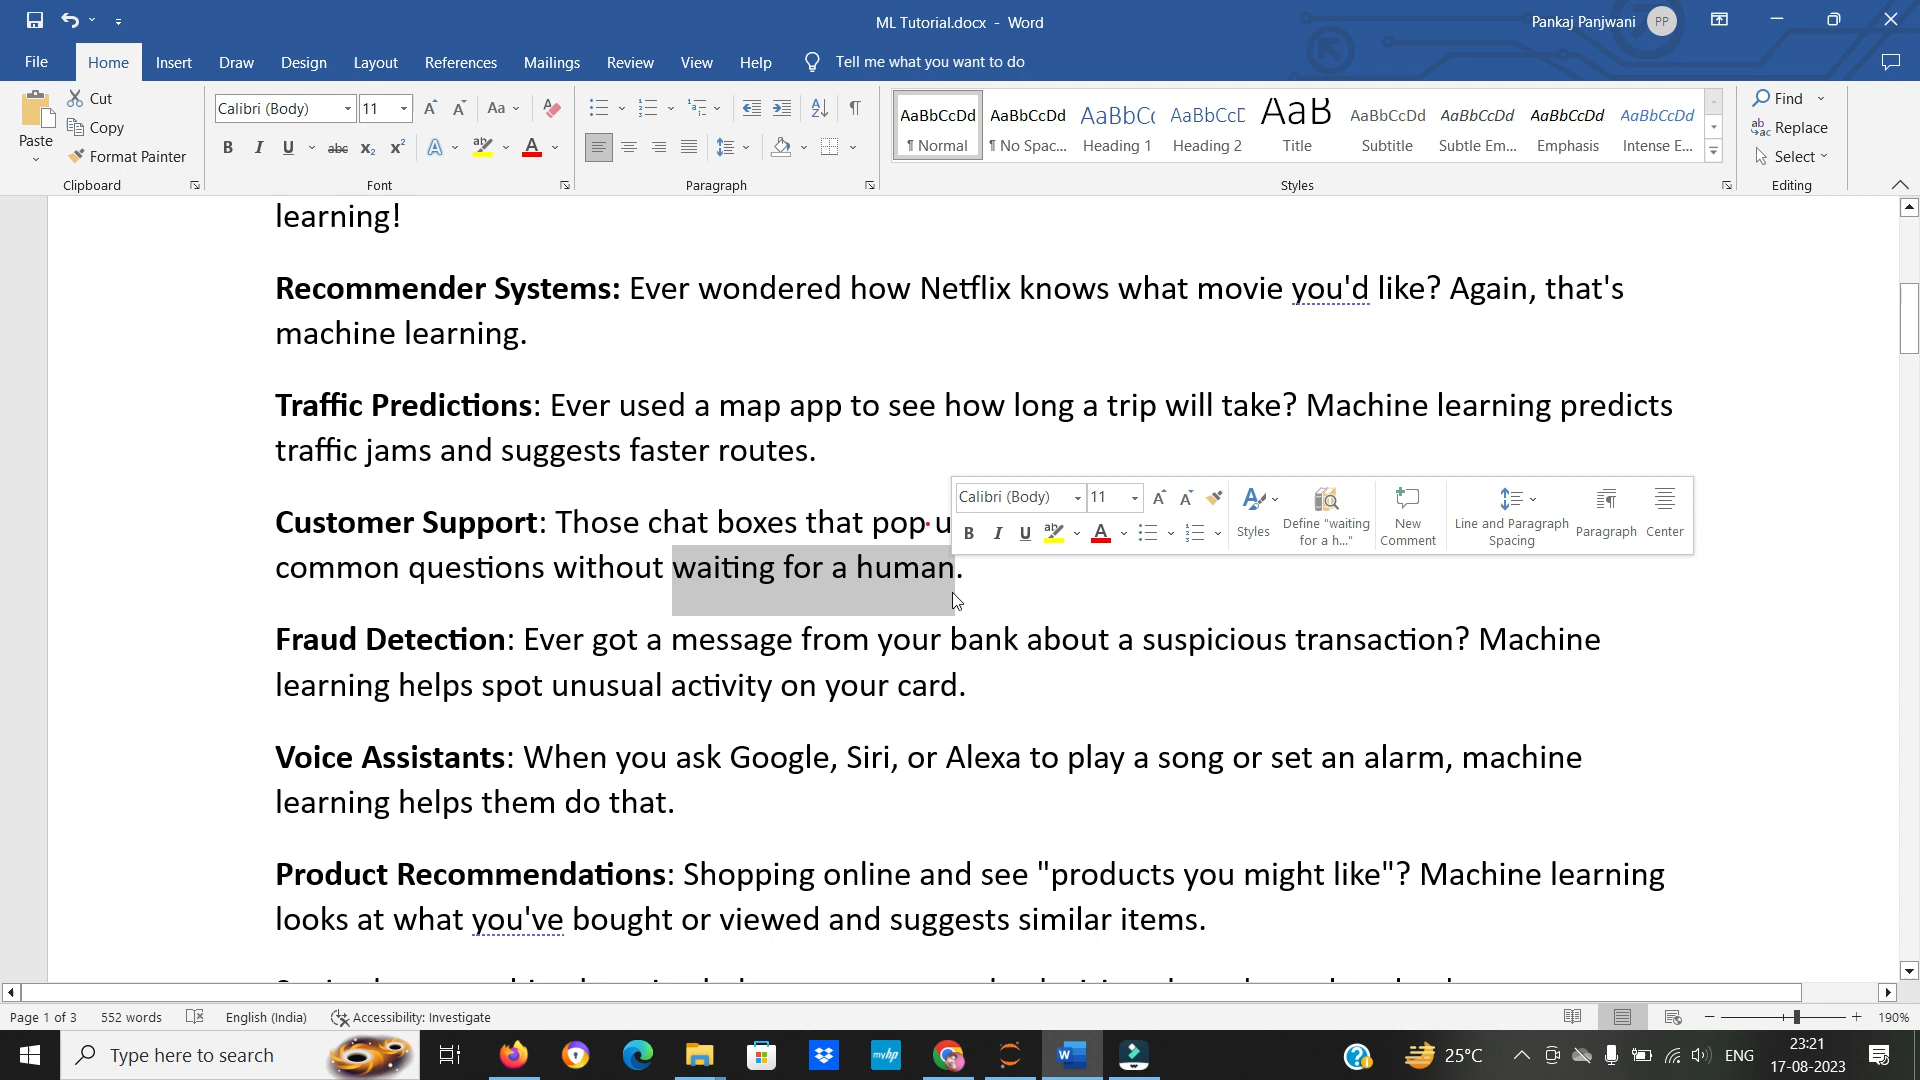 ML Tutorial.docx - Word
Pankaj Panjwani PP
File Home Insert Draw Design Layout References Mailings Review View Help Tell me what you want to do
Paste
Cut
Copy
Format Painter
Clipboard
Calibri (Body) 11
Font
Paragraph
AaBbCcDd AaBbCcDd AaBbC AaBbCcD AaB AaBbCcDd AaBbCcDd AaBbCcDd AaBbCcDd
¶ Normal ¶ No Spac... Heading 1 Heading 2 Title Subtitle Subtle Em... Emphasis Intense E...
Styles
Find
Replace
Select
Editing
learning!
Recommender Systems: Ever wondered how Netflix knows what movie you'd like? Again, that's
machine learning.
Traffic Predictions: Ever used a map app to see how long a trip will take? Machine learning predicts
traffic jams and suggests faster routes.
Customer Support: Those chat boxes that pop u
common questions without waiting for a human.
Calibri (Body) 11
Styles
Define "waiting
for a h..."
New
Comment
Line and Paragraph
Spacing
Paragraph
Center
Fraud Detection: Ever got a message from your bank about a suspicious transaction? Machine
learning helps spot unusual activity on your card.
Voice Assistants: When you ask Google, Siri, or Alexa to play a song or set an alarm, machine
learning helps them do that.
Product Recommendations: Shopping online and see "products you might like"? Machine learning
looks at what you've bought or viewed and suggests similar items.
Page 1 of 3 552 words English (India) Accessibility: Investigate 190%
Type here to search
myhp
25°C
ENG
23:21
17-08-2023